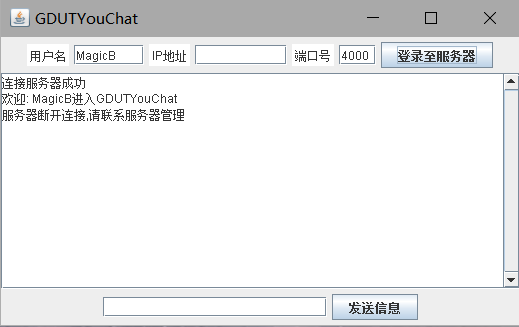 GDUTYouChat
用户名 MagicB IP地址 端口号 4000 登录至服务器
连接服务器成功
欢迎: MagicB进入GDUTYouChat
服务器断开连接,请联系服务器管理
发送信息